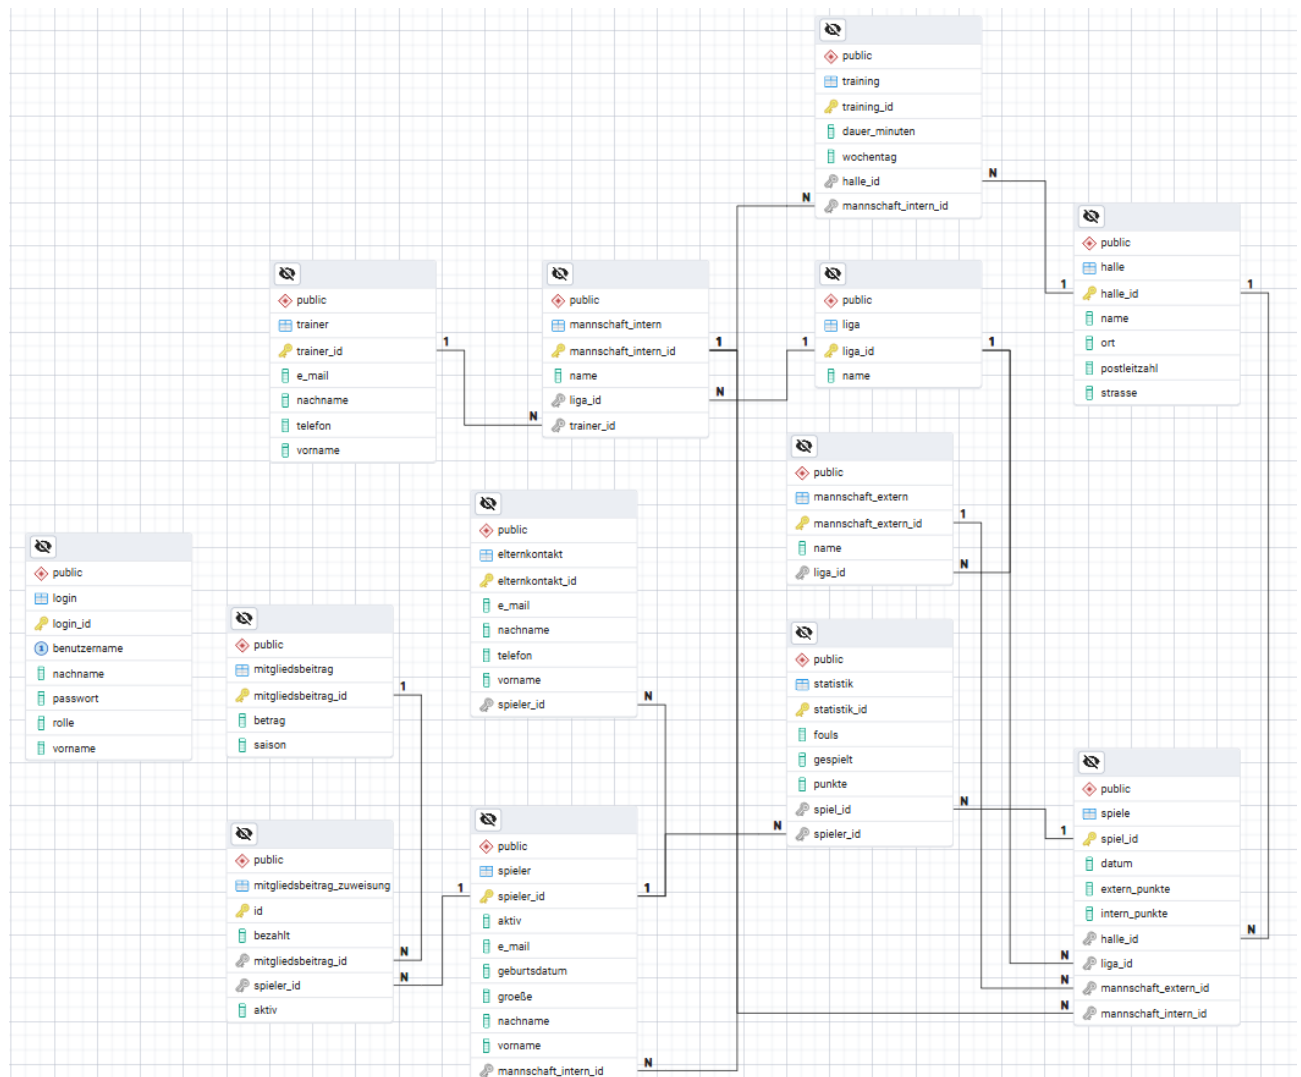 public
training
training_id
dauer_minuten
wochentag
halle_id
mannschaft_intern_id
N
N
public
halle
halle_id
name
ort
postleitzahl
strasse
1
1
public
trainer
trainer_id
e_mail
nachname
telefon
vorname
1
public
mannschaft_intern
mannschaft_intern_id
name
liga_id
trainer_id
1
N
N
public
liga
liga_id
name
1
1
public
mannschaft_extern
mannschaft_extern_id
name
liga_id
1
N
public
elternkontakt
elternkontakt_id
e_mail
nachname
telefon
vorname
spieler_id
N
public
login
login_id
benutzername
nachname
passwort
rolle
vorname
public
mitgliedsbeitrag
mitgliedsbeitrag_id
betrag
saison
1
public
statistik
statistik_id
fouls
gespielt
punkte
spiel_id
spieler_id
N
N
public
spiele
spiel_id
datum
extern_punkte
intern_punkte
halle_id
liga_id
mannschaft_extern_id
mannschaft_intern_id
1
N
N
N
N
public
mitgliedsbeitrag_zuweisung
id
bezahlt
mitgliedsbeitrag_id
spieler_id
aktiv
N
N
public
spieler
spieler_id
aktiv
e_mail
geburtsdatum
groeße
nachname
vorname
mannschaft_intern_id
1
1
N